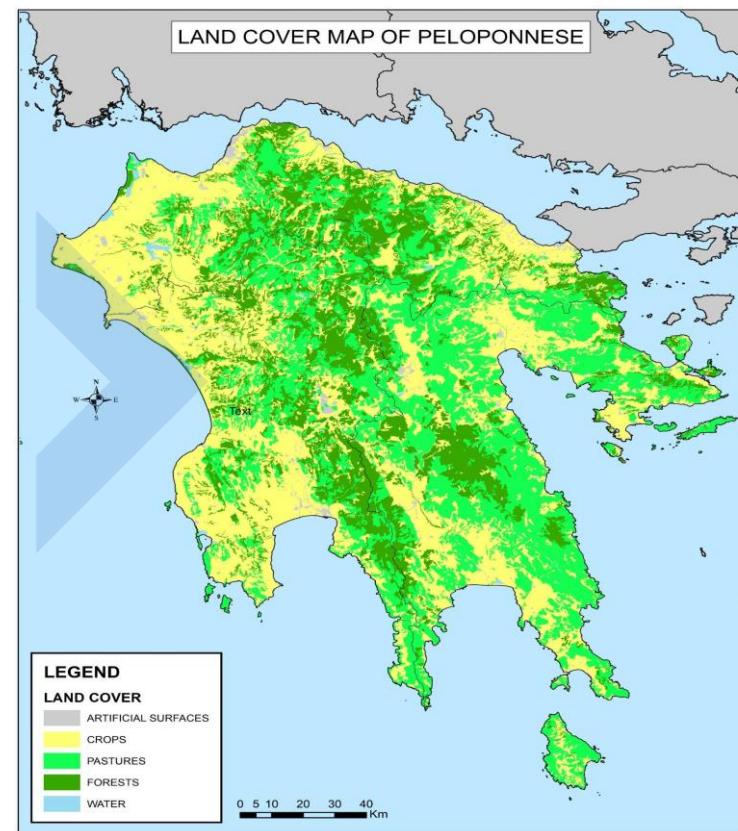 LAND COVER MAP OF PELOPONNESE
N
W E
S
Text
LEGEND
LAND COVER
ARTIFICIAL SURFACES
CROPS
PASTURES
FORESTS
WATER
0 5 10 20 30 40
Km